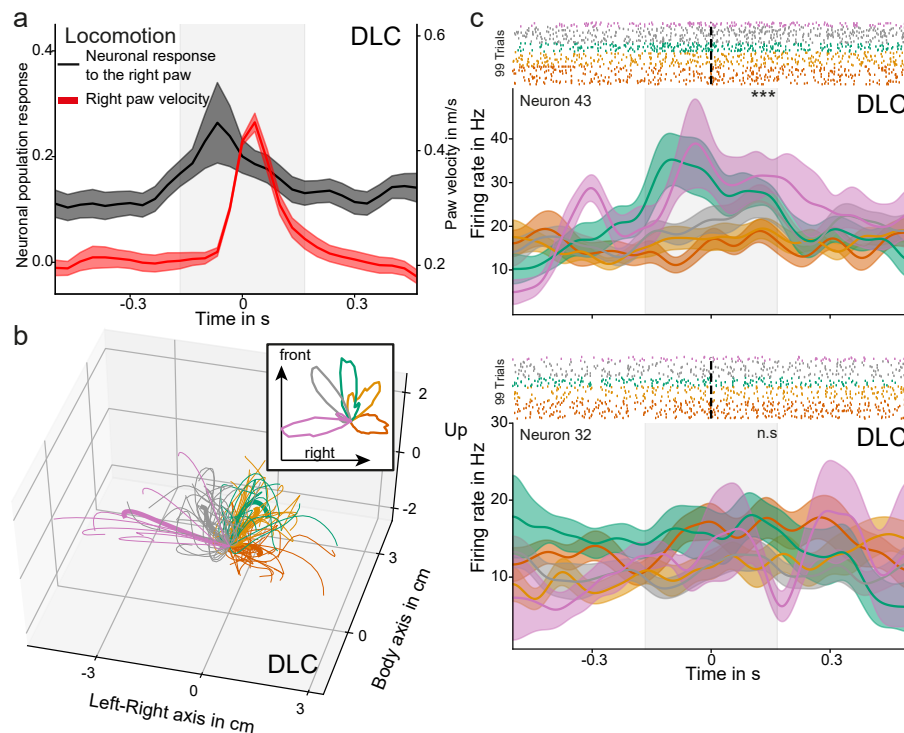 a
Locomotion
DLC
Neuronal response
to the right paw
Right paw velocity
Neuronal population response
0.4
0.2
0.0
Paw velocity in m/s
0.6
0.4
0.2
-0.3
0
0.3
Time in s
b
front
right
Up
2
0
-2
3
0
Body axis in cm
DLC
-3
0
3
Left-Right axis in cm
c
99 Trials
Neuron 43
***
DLC
Firing rate in Hz
40
30
20
10
99 Trials
Neuron 32
n.s
DLC
Firing rate in Hz
30
20
10
-0.3
0
0.3
Time in s